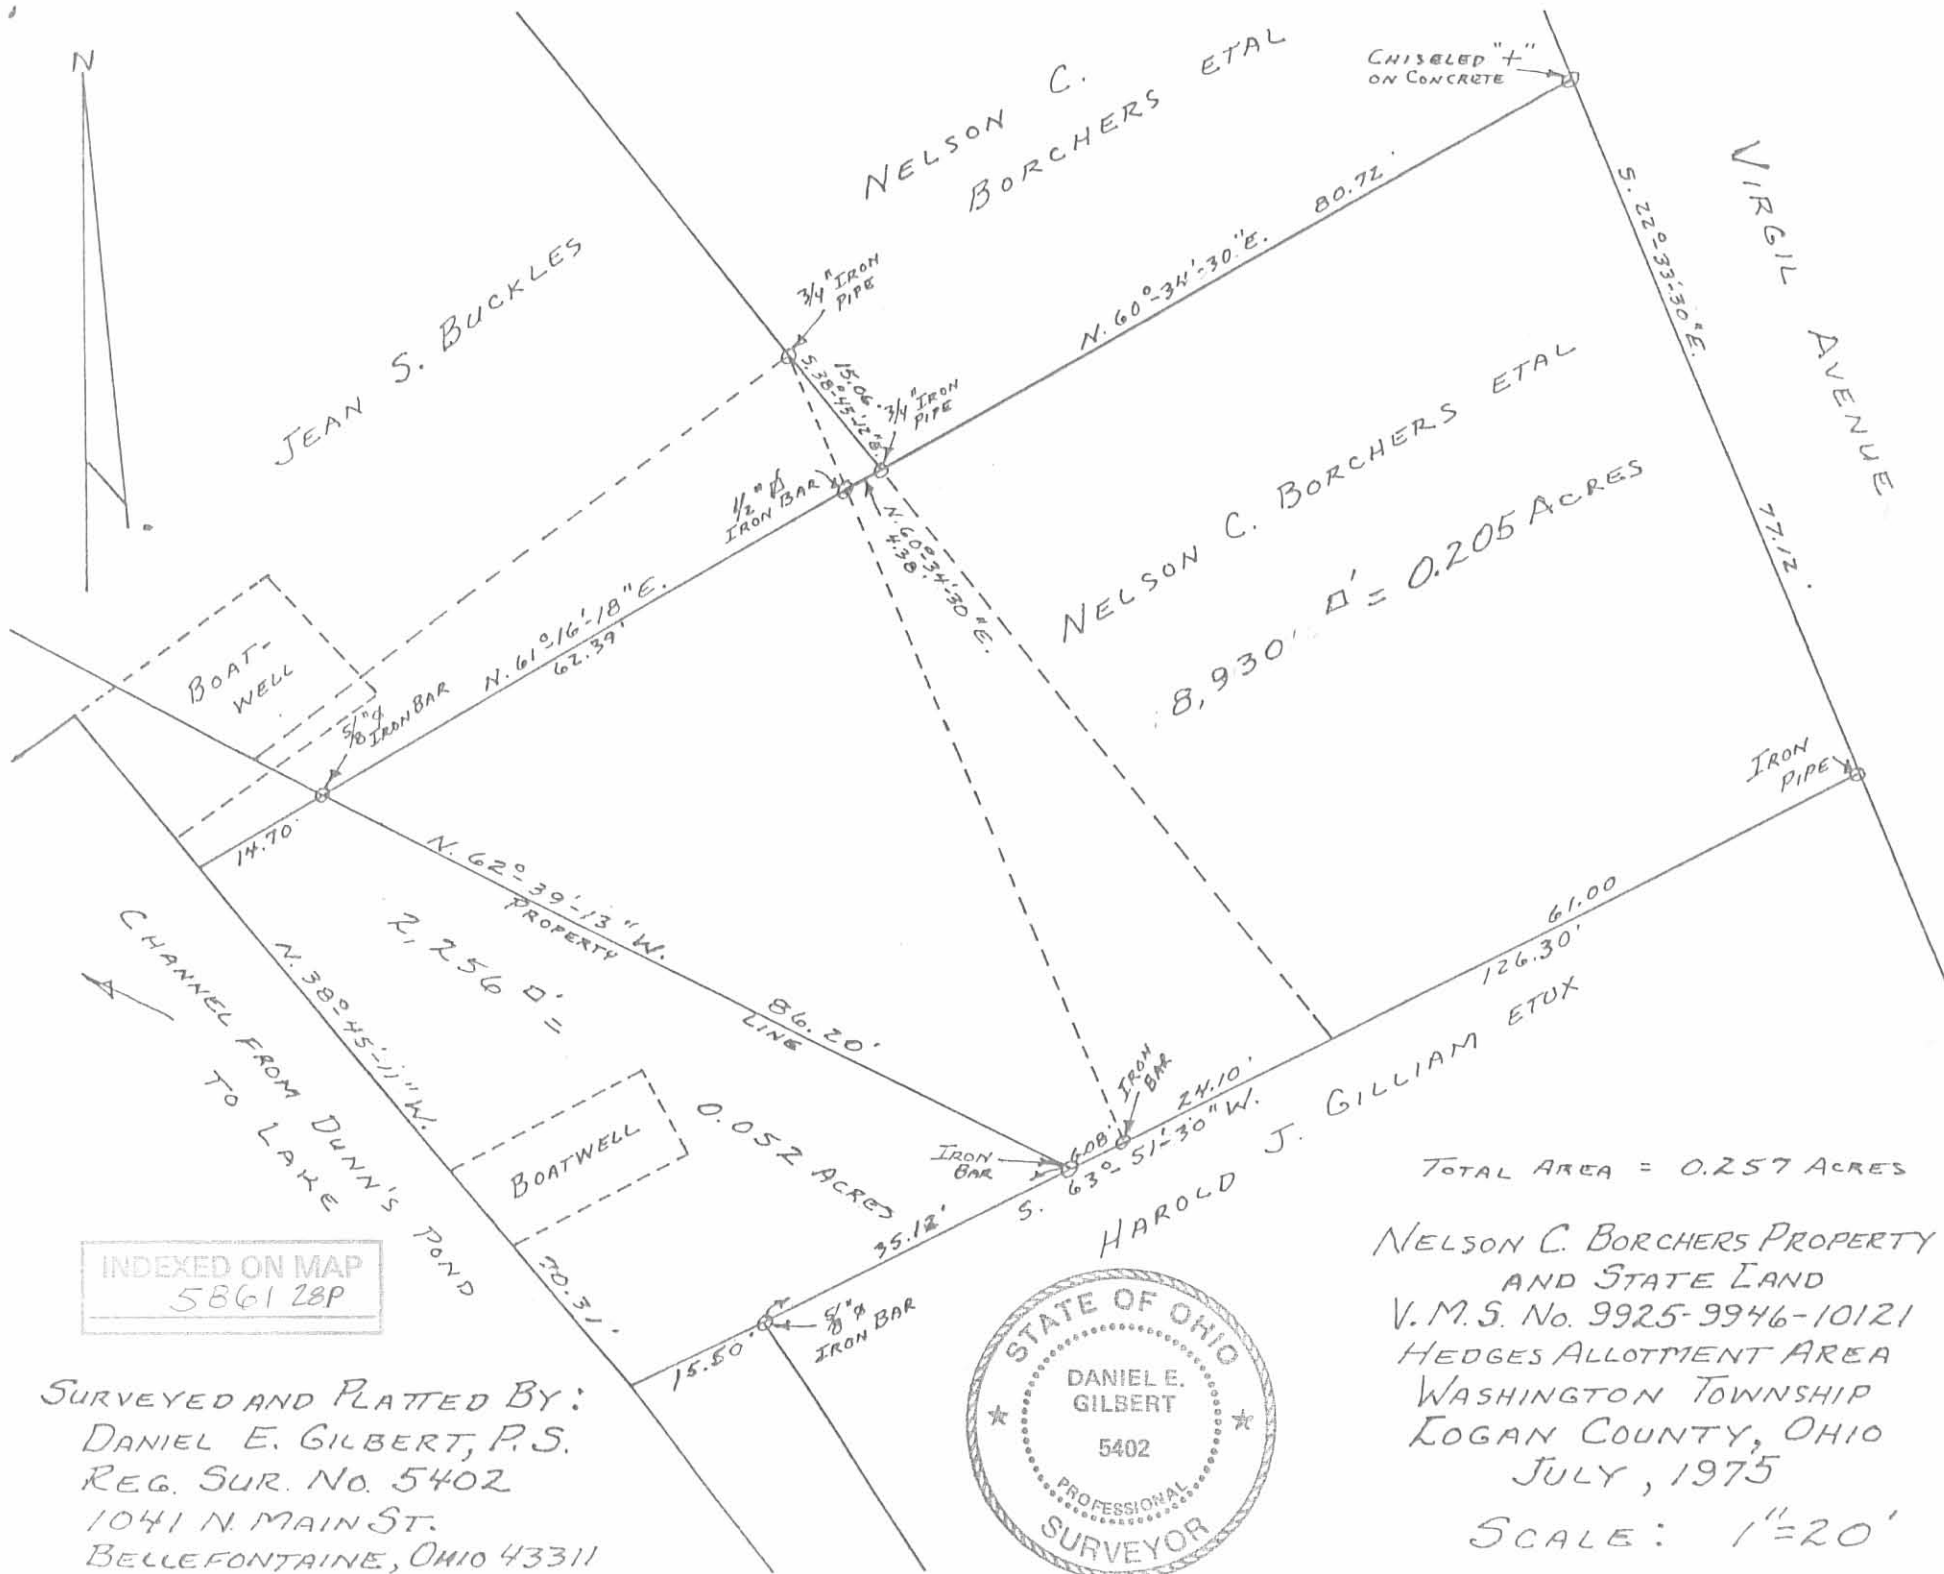 N
NELSON C.
BORCHERS ETAL
CHISELED "+"
ON CONCRETE
VIRGIL AVENUE
JEAN S. BUCKLES
3/4" IRON
PIPE
15.06'
S. 38°-45'-12" E.
3/4" IRON
PIPE
N. 60°-34'-30" E. 80.72'
S. 22°-33'-30" E. 77.12'
1/2" Ø
IRON BAR
N. 60°-34'-30" E.
4.38'
NELSON C. BORCHERS ETAL
8,930 □' = 0.205 ACRES
BOAT-
WELL
5/8" Ø
IRON BAR
N. 61°-16'-18" E.
62.39'
14.70'
IRON
PIPE
N. 62°-39'-13" W. 86.20'
PROPERTY LINE
CHANNEL FROM DUNN'S POND
TO LAKE
N. 38°-45'-11" W. 90.31'
2,256 □' =
0.052 ACRES
BOATWELL
IRON
BAR
IRON
BAR
6.08'
24.10'
61.00
126.30'
S. 63°-51'-30" W.
35.12'
15.50'
5/8" Ø
IRON BAR
HAROLD J. GILLIAM ETUX
INDEXED ON MAP
5861 28P
SURVEYED AND PLATTED BY:
DANIEL E. GILBERT, P.S.
REG. SUR. NO. 5402
1041 N. MAIN ST.
BELLEFONTAINE, OHIO 43311
STATE OF OHIO
DANIEL E.
GILBERT
5402
PROFESSIONAL
SURVEYOR
TOTAL AREA = 0.257 ACRES
NELSON C. BORCHERS PROPERTY
AND STATE LAND
V.M.S. No. 9925-9946-10121
HEDGES ALLOTMENT AREA
WASHINGTON TOWNSHIP
LOGAN COUNTY, OHIO
JULY, 1975
SCALE: 1"=20'